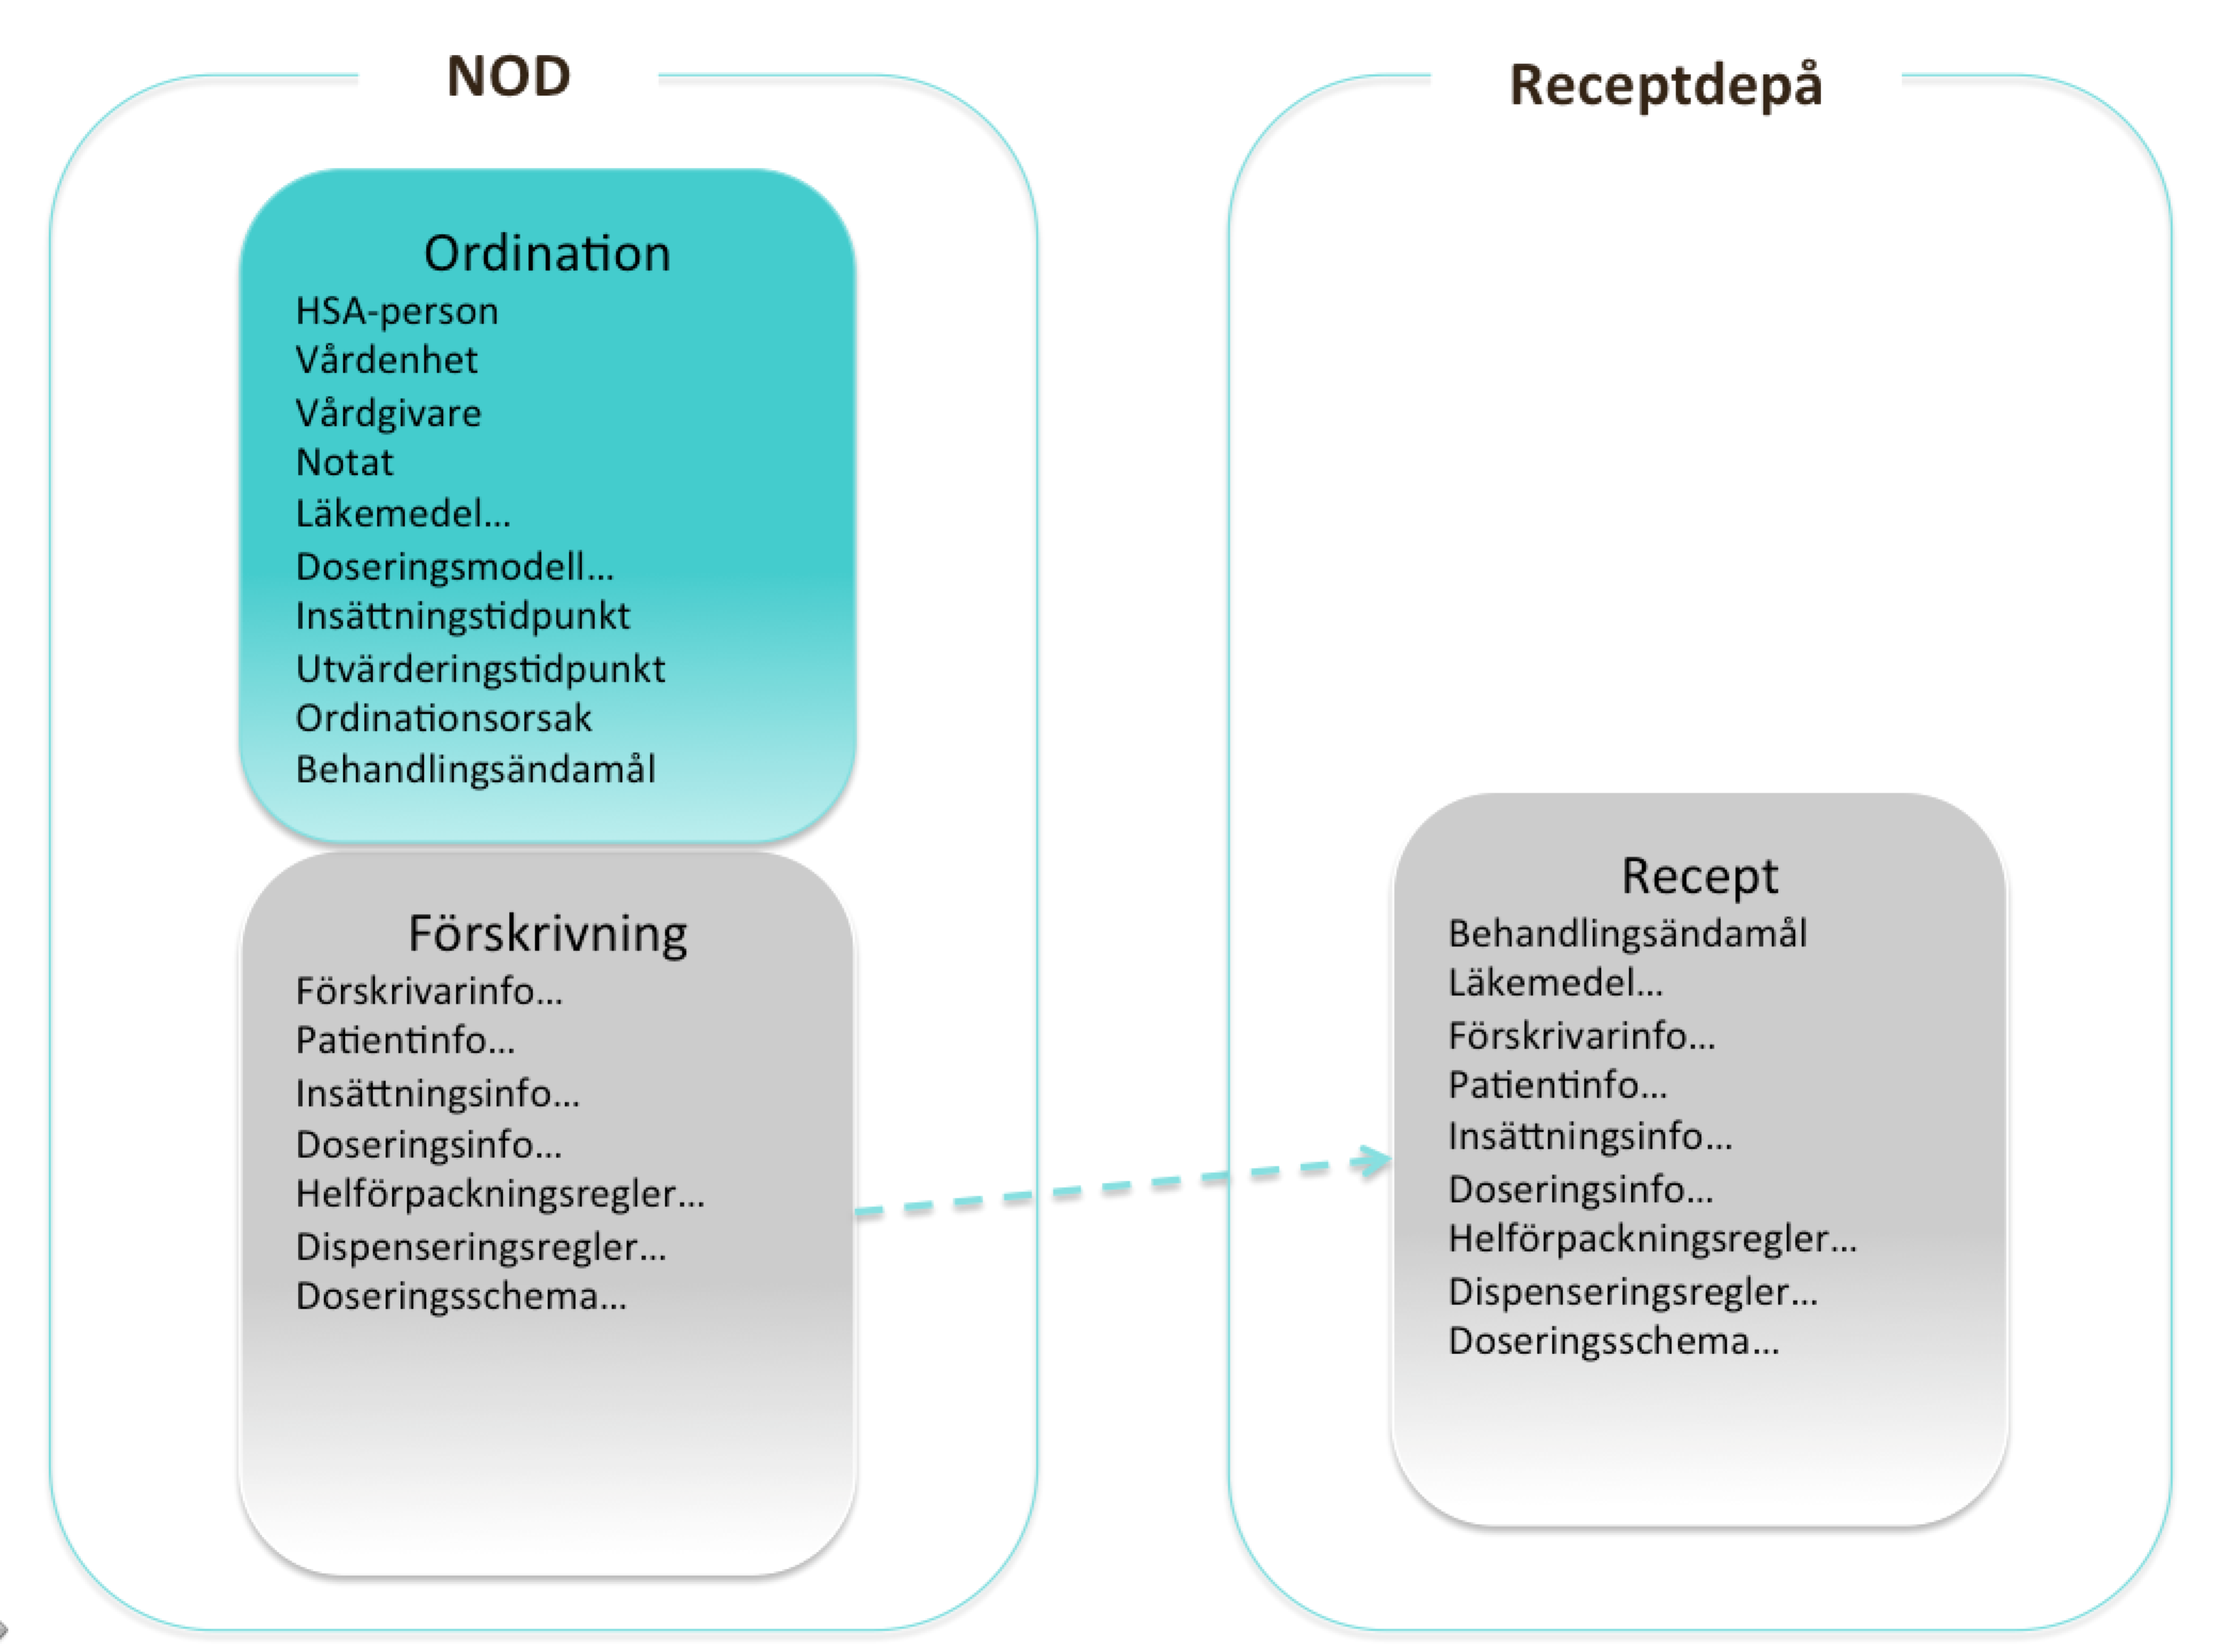 NOD
Ordination
HSA-person
Vårdenhet
Vårdgivare
Notat
Läkemedel...
Doseringsmodell...
Insättningstidpunkt
Utvärderingstidpunkt
Ordinationsorsak
Behandlingsändamål
Förskrivning
Förskrivarinfo...
Patientinfo...
Insättningsinfo...
Doseringsinfo...
Helförpackningsregler...
Dispenseringsregler...
Doseringsschema...
Receptdepå
Recept
Behandlingsändamål
Läkemedel...
Förskrivarinfo...
Patientinfo...
Insättningsinfo...
Doseringsinfo...
Helförpackningsregler...
Dispenseringsregler...
Doseringsschema...